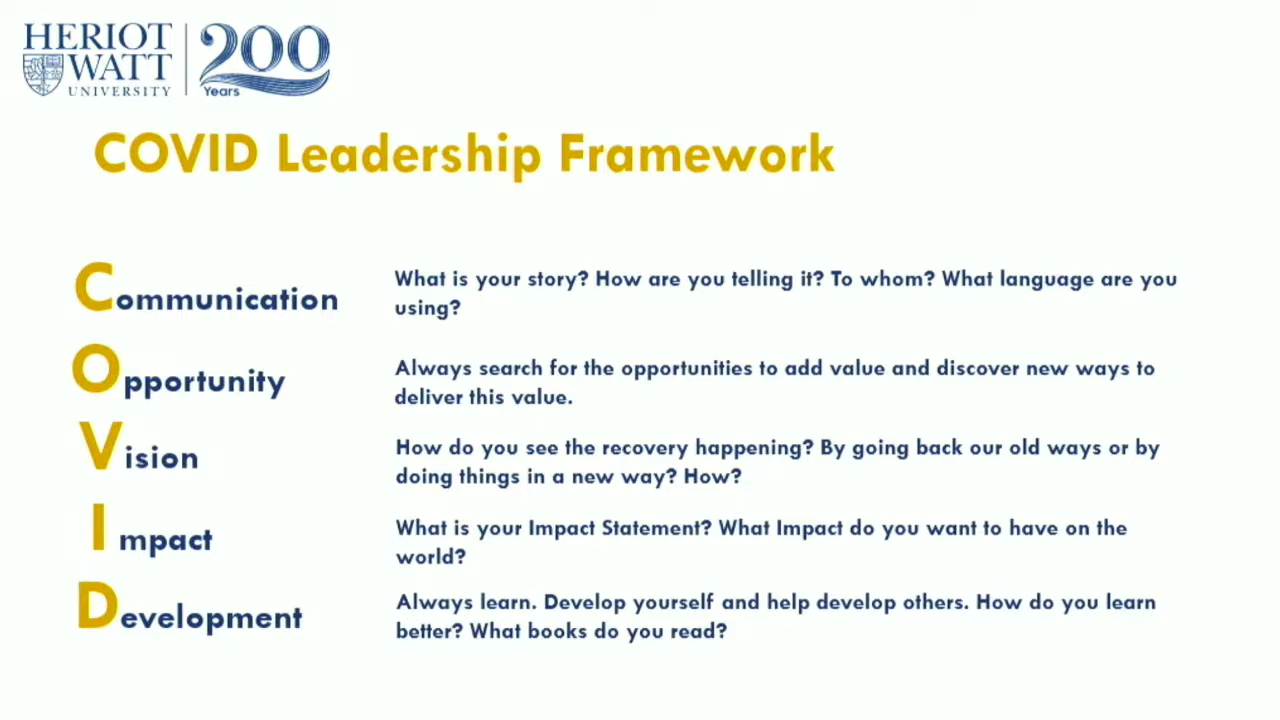 HERIOT
WATT
UNIVERSITY
200
Years
COVID Leadership Framework
Communication
What is your story? How are you telling it? To whom? What language are you
using?
Opportunity
Always search for the opportunities to add value and discover new ways to
deliver this value.
Vision
How do you see the recovery happening? By going back our old ways or by
doing things in a new way? How?
Impact
What is your Impact Statement? What Impact do you want to have on the
world?
Development
Always learn. Develop yourself and help develop others. How do you learn
better? What books do you read?